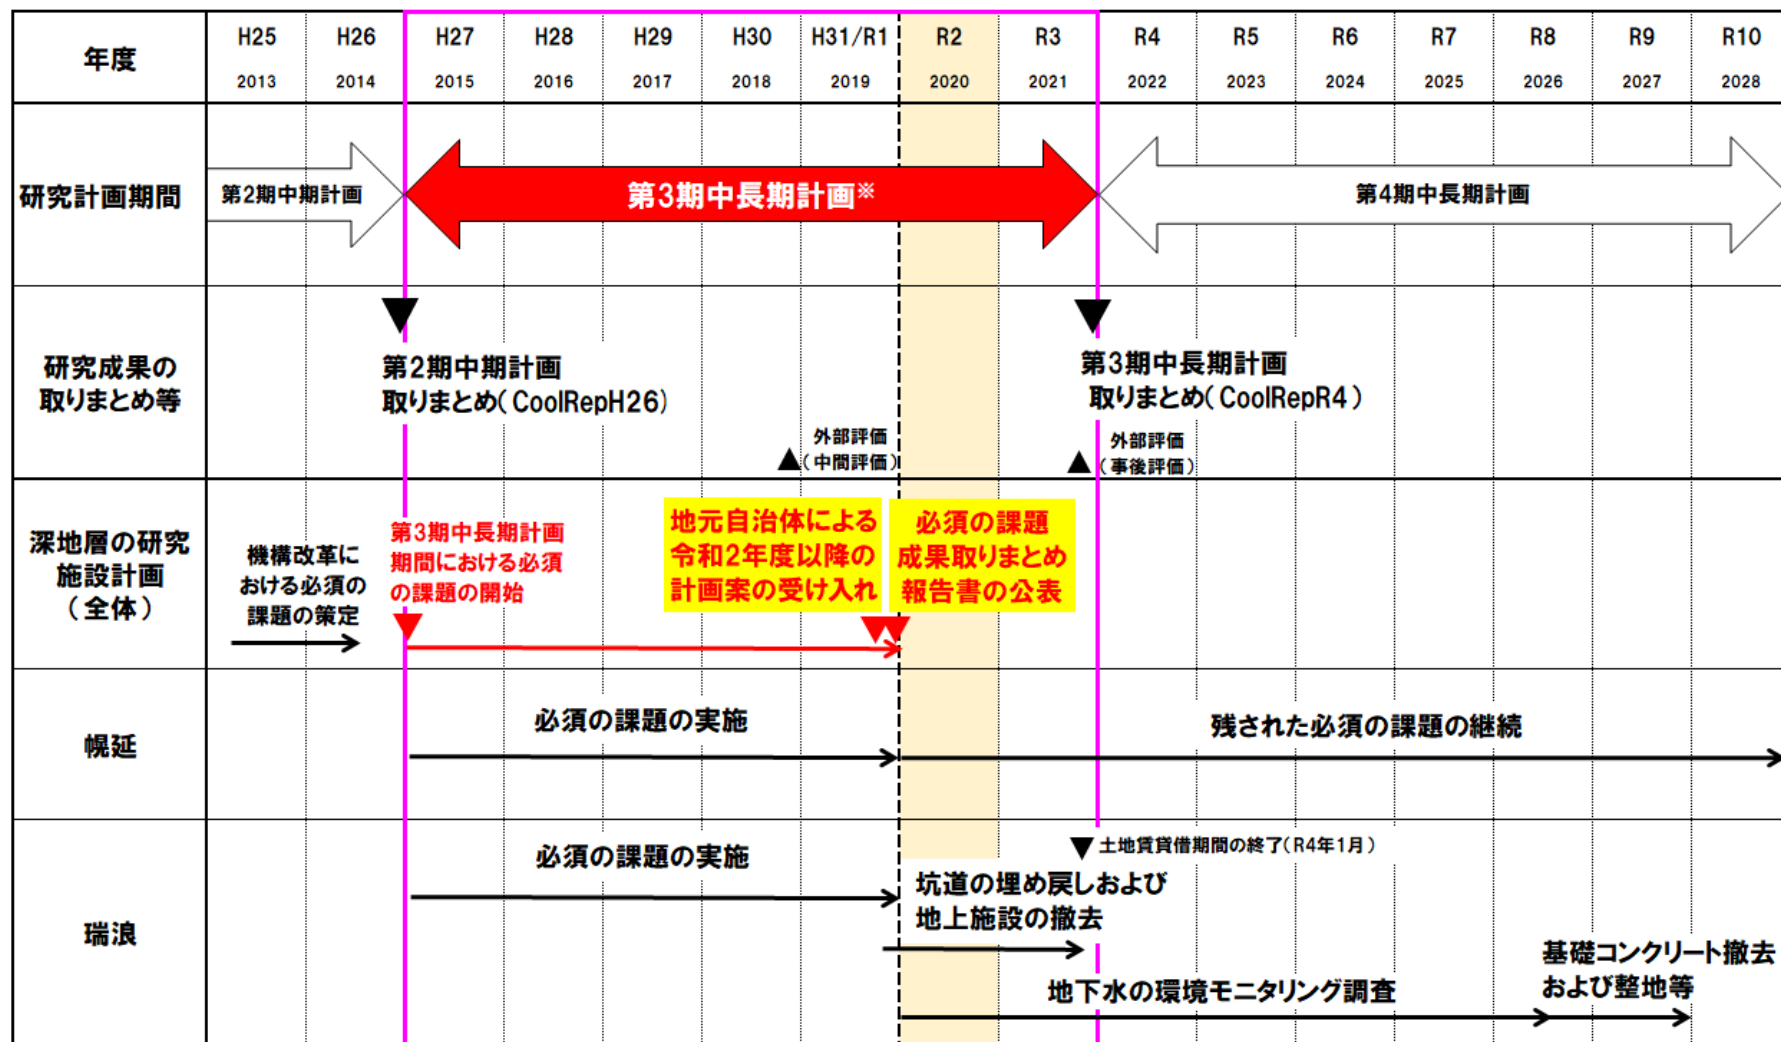 年度
H25 H26 H27 H28 H29 H30 H31/R1 R2 R3 R4 R5 R6 R7 R8 R9 R10
2013 2014 2015 2016 2017 2018 2019 2020 2021 2022 2023 2024 2025 2026 2027 2028
研究計画期間
第2期中期計画
第3期中長期計画※
第4期中長期計画
研究成果の
取りまとめ等
第2期中期計画
取りまとめ(CoolRepH26)
外部評価
(中間評価)
第3期中長期計画
取りまとめ(CoolRepR4)
外部評価
(事後評価)
深地層の研究
施設計画
(全体)
機構改革に
おける必須の
課題の策定
第3期中長期計画
期間における必須
の課題の開始
地元自治体による
令和2年度以降の
計画案の受け入れ
必須の課題
成果取りまとめ
報告書の公表
幌延
必須の課題の実施
残された必須の課題の継続
瑞浪
必須の課題の実施
土地賃貸借期間の終了(R4年1月)
坑道の埋め戻しおよび
地上施設の撤去
地下水の環境モニタリング調査
基礎コンクリート撤去
および整地等